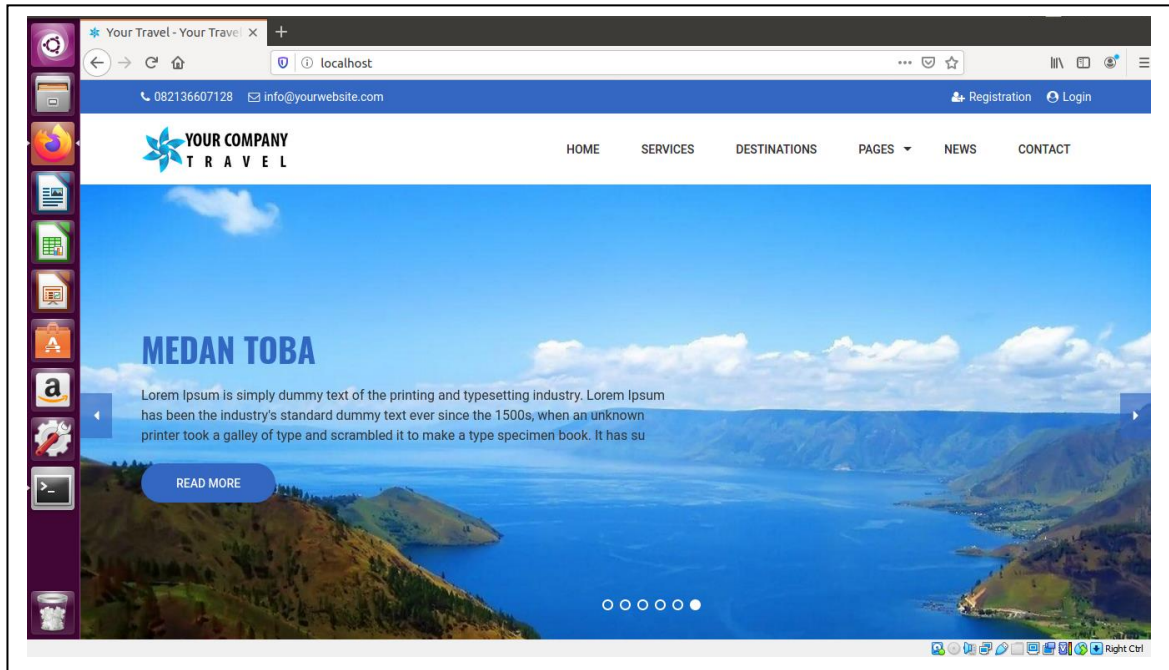 Your Travel - Your Travel
localhost
082136607128 info@yourwebsite.com Registration Login
YOUR COMPANY
TRAVEL
HOME SERVICES DESTINATIONS PAGES NEWS CONTACT
MEDAN TOBA
Lorem Ipsum is simply dummy text of the printing and typesetting industry. Lorem Ipsum
has been the industry's standard dummy text ever since the 1500s, when an unknown
printer took a galley of type and scrambled it to make a type specimen book. It has su
READ MORE
Right Ctrl